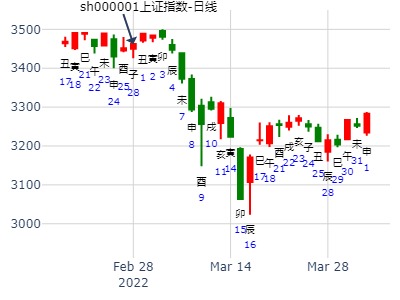 sh000001上证指数-日线
3500
3400
3300
3200
3100
3000
丑
17
寅
18
巳
21
午
22
未
23
申
24
酉
25
子
28
丑
1
寅
2
卯
3
辰
4
未
7
申
8
酉
9
戌
10
亥
11
寅
14
卯
15
辰
16
巳
17
午
18
酉
21
戌
22
亥
23
子
24
丑
25
辰
28
巳
29
午
30
未
31
申
1
Feb 28
2022
Mar 14
Mar 28